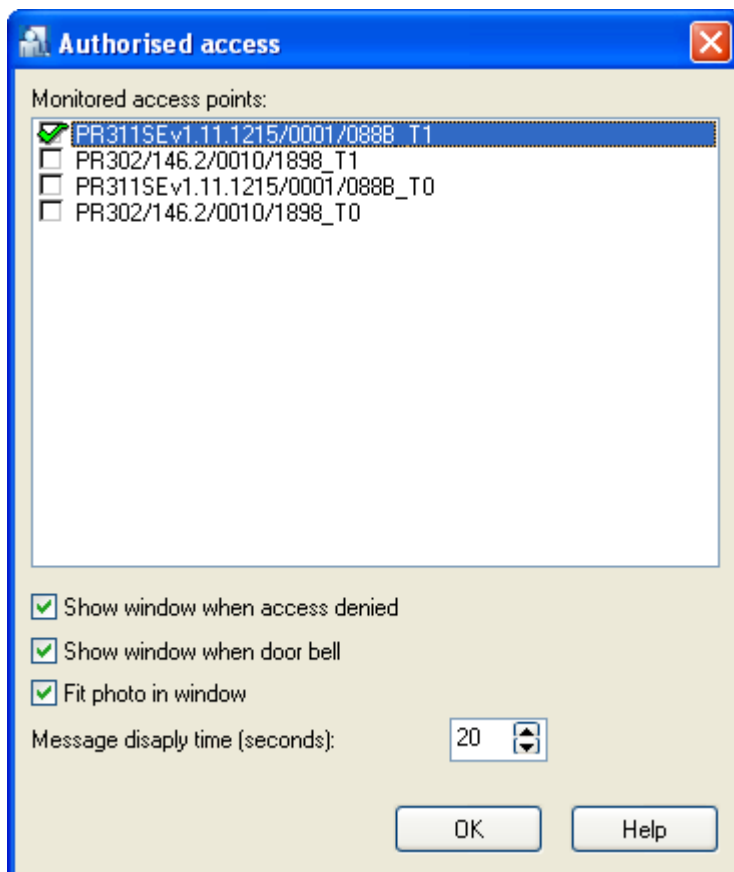 Authorised access
Monitored access points:
PR311SEv1.11.1215/0001/088B_T1
PR302/146.2/0010/1898_T1
PR311SEv1.11.1215/0001/088B_T0
PR302/146.2/0010/1898_T0
Show window when access denied
Show window when door bell
Fit photo in window
Message disaply time (seconds): 20
OK Help